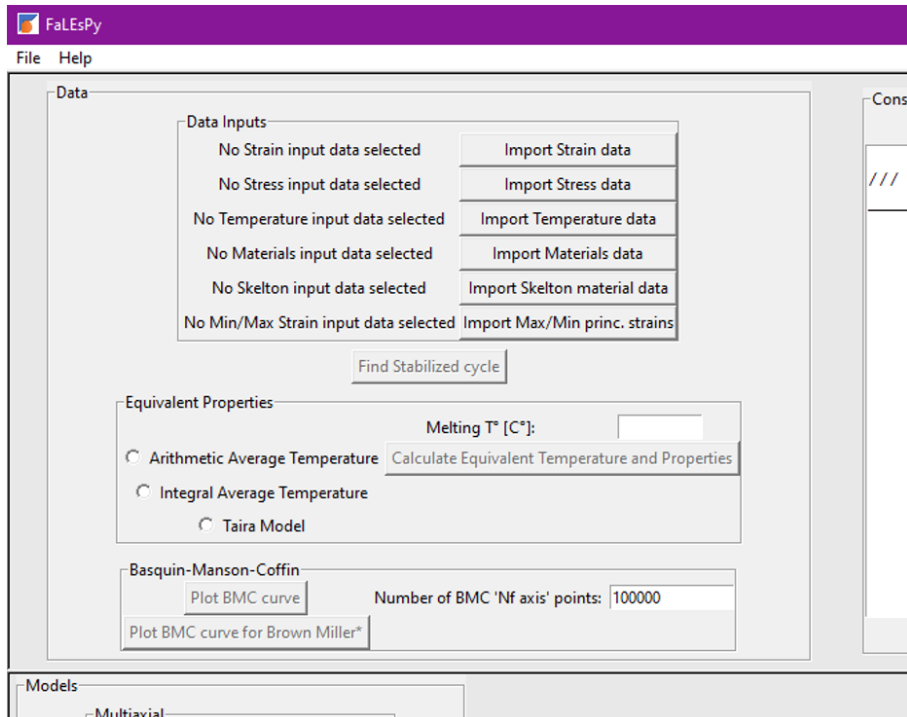 FaLEsPy
File Help
Data
Cons
Data Inputs
No Strain input data selected Import Strain data
No Stress input data selected Import Stress data
///
No Temperature input data selected Import Temperature data
No Materials input data selected Import Materials data
No Skelton input data selected Import Skelton material data
No Min/Max Strain input data selected Import Max/Min princ. strains
Find Stabilized cycle
Equivalent Properties
Melting T° [C°]:
Arithmetic Average Temperature Calculate Equivalent Temperature and Properties
Integral Average Temperature
Taira Model
Basquin-Manson-Coffin
Plot BMC curve Number of BMC 'Nf axis' points: 100000
Plot BMC curve for Brown Miller*
Models
Multiaxial